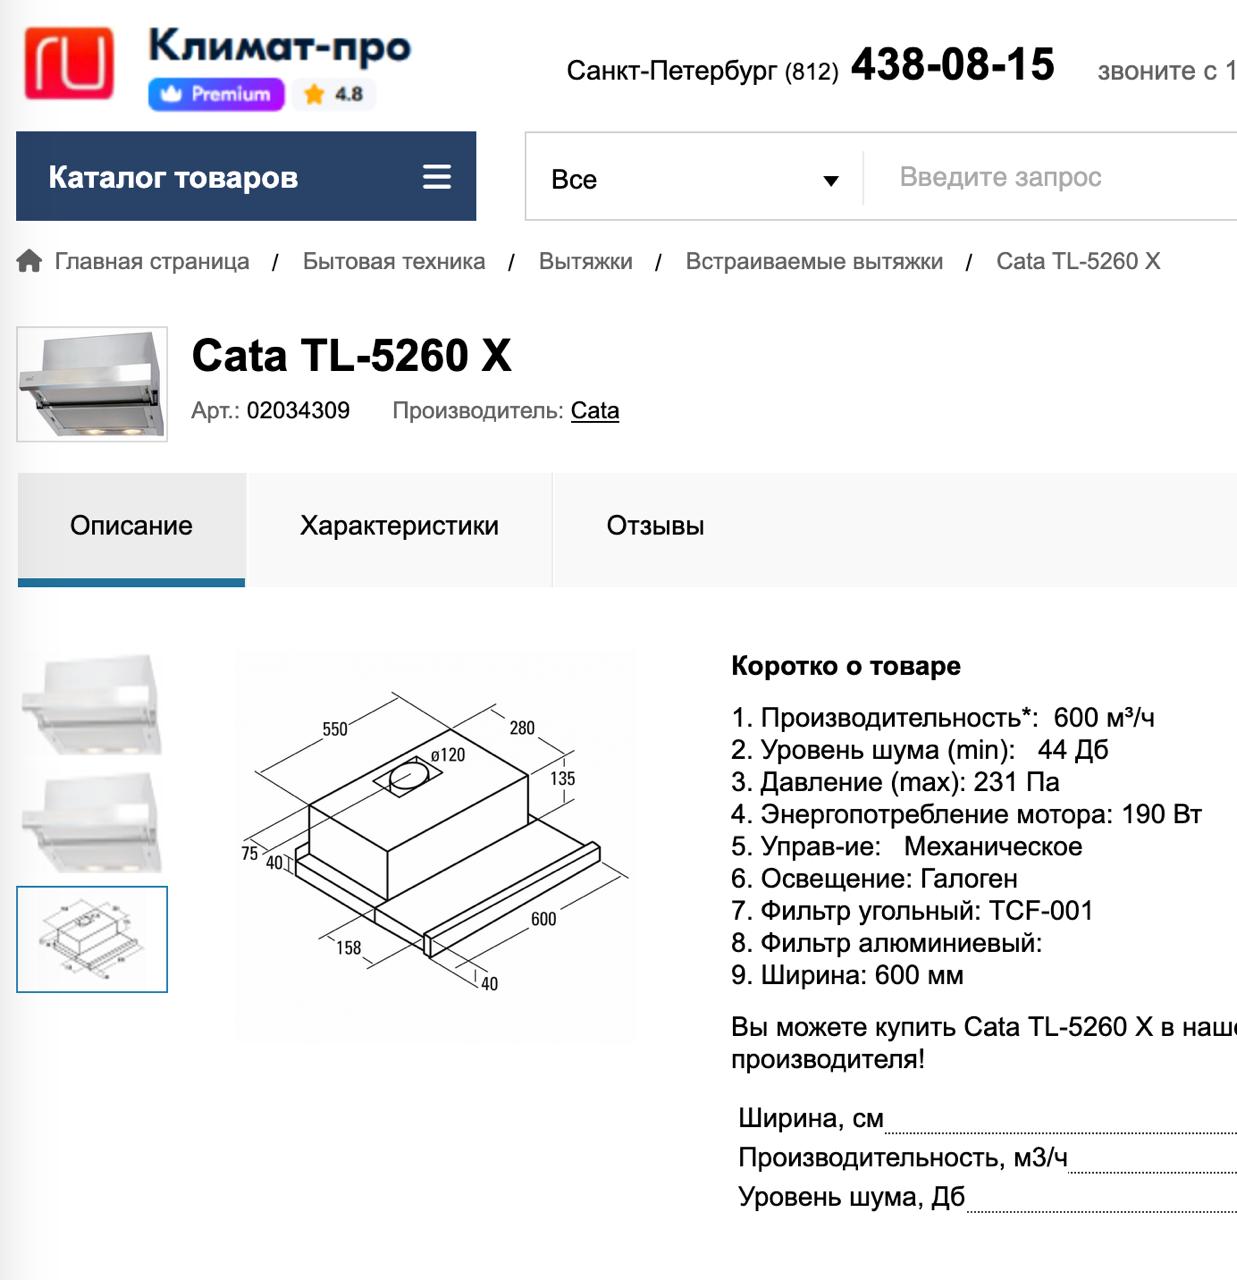 Климат-про
Premium 4.8
Санкт-Петербург (812) 438-08-15 звоните с 1
Каталог товаров
Все
Введите запрос
Главная страница / Бытовая техника / Вытяжки / Встраиваемые вытяжки / Cata TL-5260 X
Cata TL-5260 X
Арт.: 02034309 Производитель: Cata
Описание
Характеристики
Отзывы
550
280
ø120
135
75
40
600
158
40
Коротко о товаре
1. Производительность*: 600 м³/ч
2. Уровень шума (min): 44 Дб
3. Давление (max): 231 Па
4. Энергопотребление мотора: 190 Вт
5. Управ-ие: Механическое
6. Освещение: Галоген
7. Фильтр угольный: TCF-001
8. Фильтр алюминиевый:
9. Ширина: 600 мм
Вы можете купить Cata TL-5260 X в наше
производителя!
Ширина, см
Производительность, м3/ч
Уровень шума, Дб